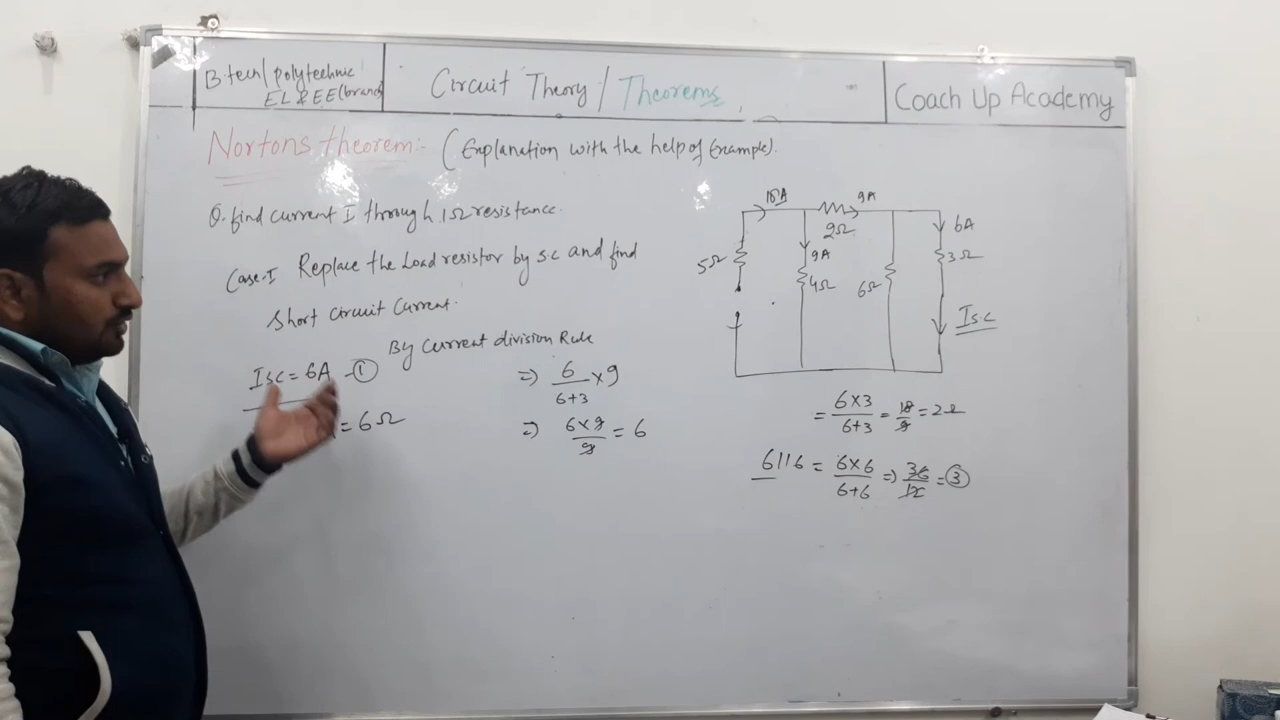 B.tech/polytechnic
EL & EE(branch)
Circuit Theory/Theorems
Coach Up Academy
Nortons theorem:- (Explanation with the help of Example).
Q. find current I through 1Ω resistance.
Case.I Replace the Load resistor by s.c and find
short circuit Current.
By Current division Rule
Isc = 6A - ①
= 6Ω
=> 6/(6+3) × 9
=> (6×9)/9 = 6
18A
9A
2Ω
6A
5Ω
9A
4Ω
6Ω
3Ω
Is.c
= (6×3)/(6+3) = 18/9 = 2Ω
6||6 = (6×6)/(6+6) => 36/12 = ③